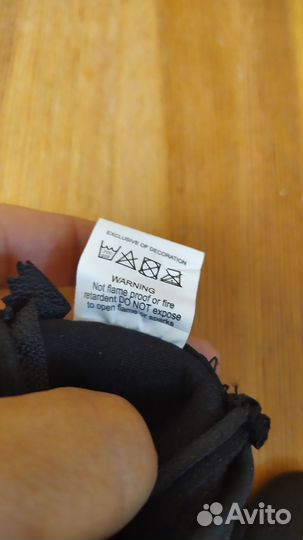 EXCLUSIVE OF DECORATION
WARNING
Not flame proof or fire
retardent DO NOT expose
to open flame or sparks
Avito